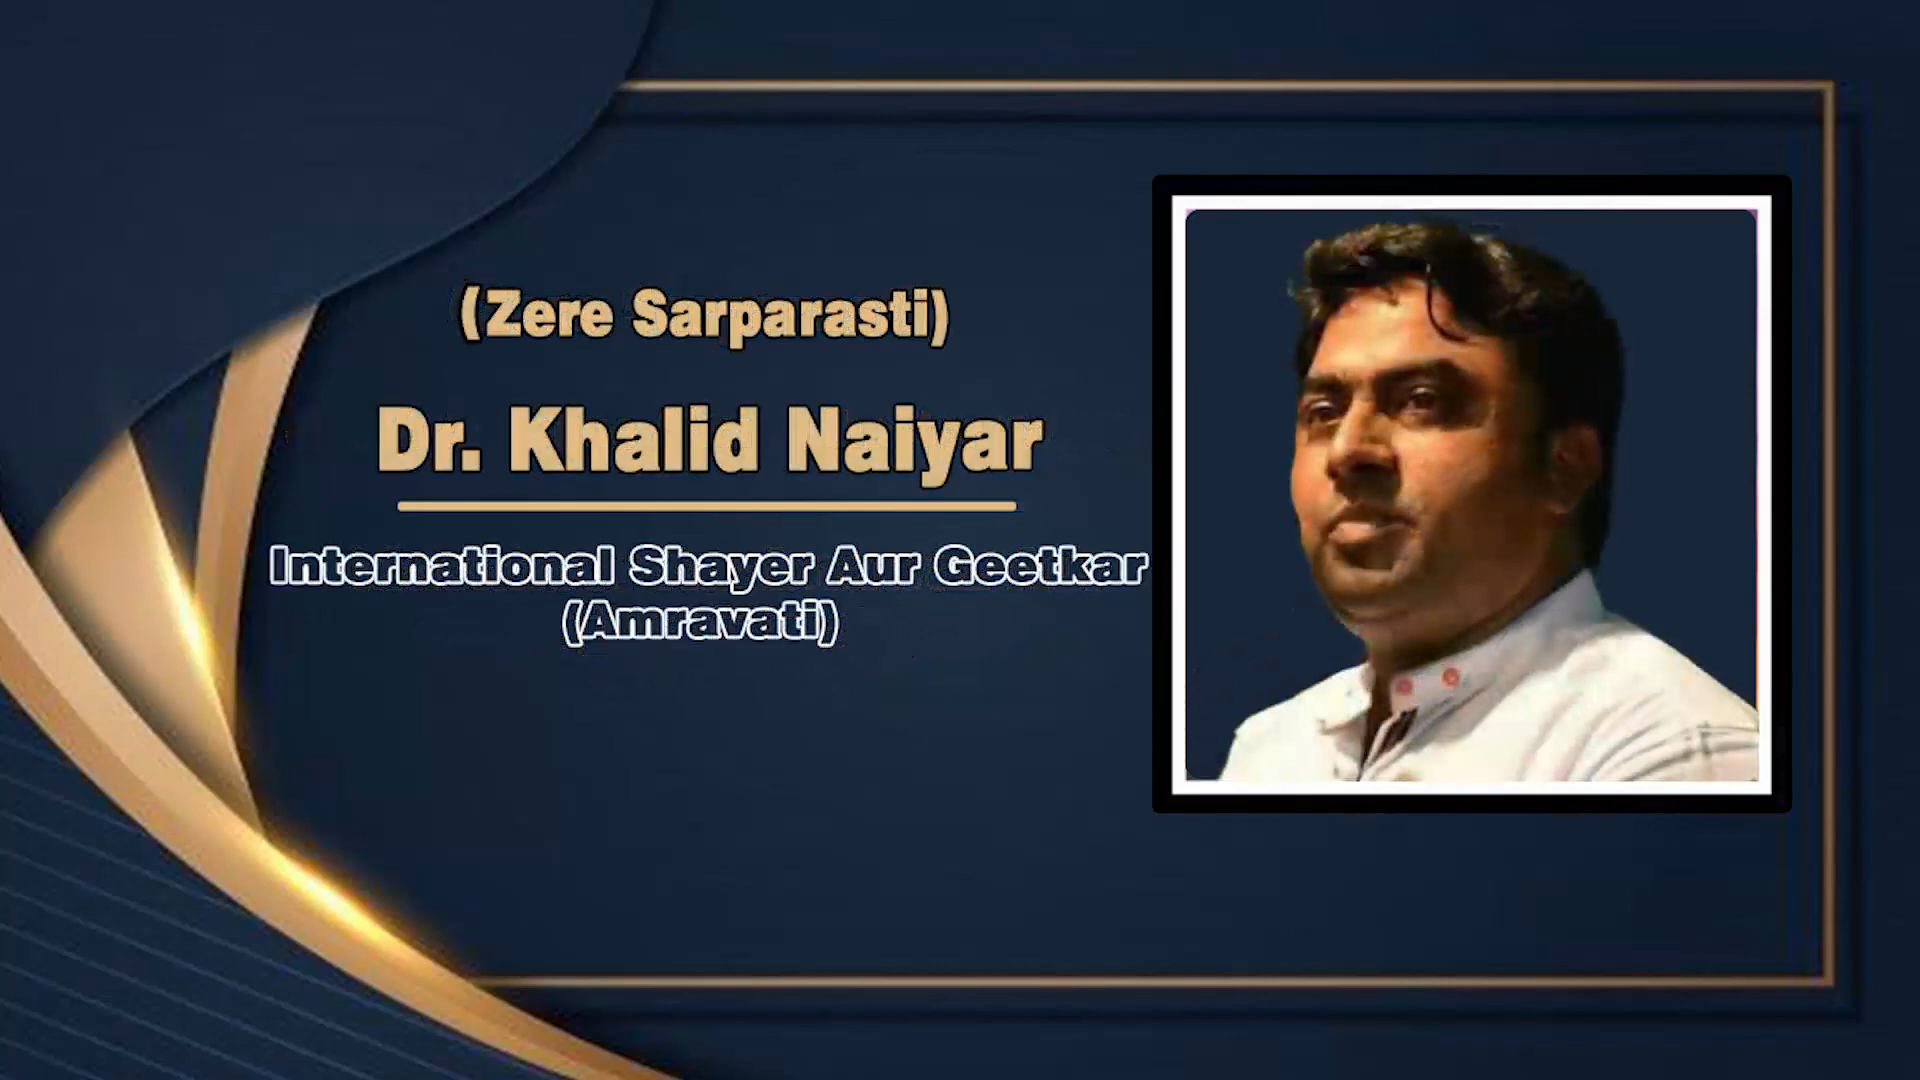 (Zere Sarparasti)
Dr. Khalid Naiyar
International Shayer Aur Geetkar
(Amravati)